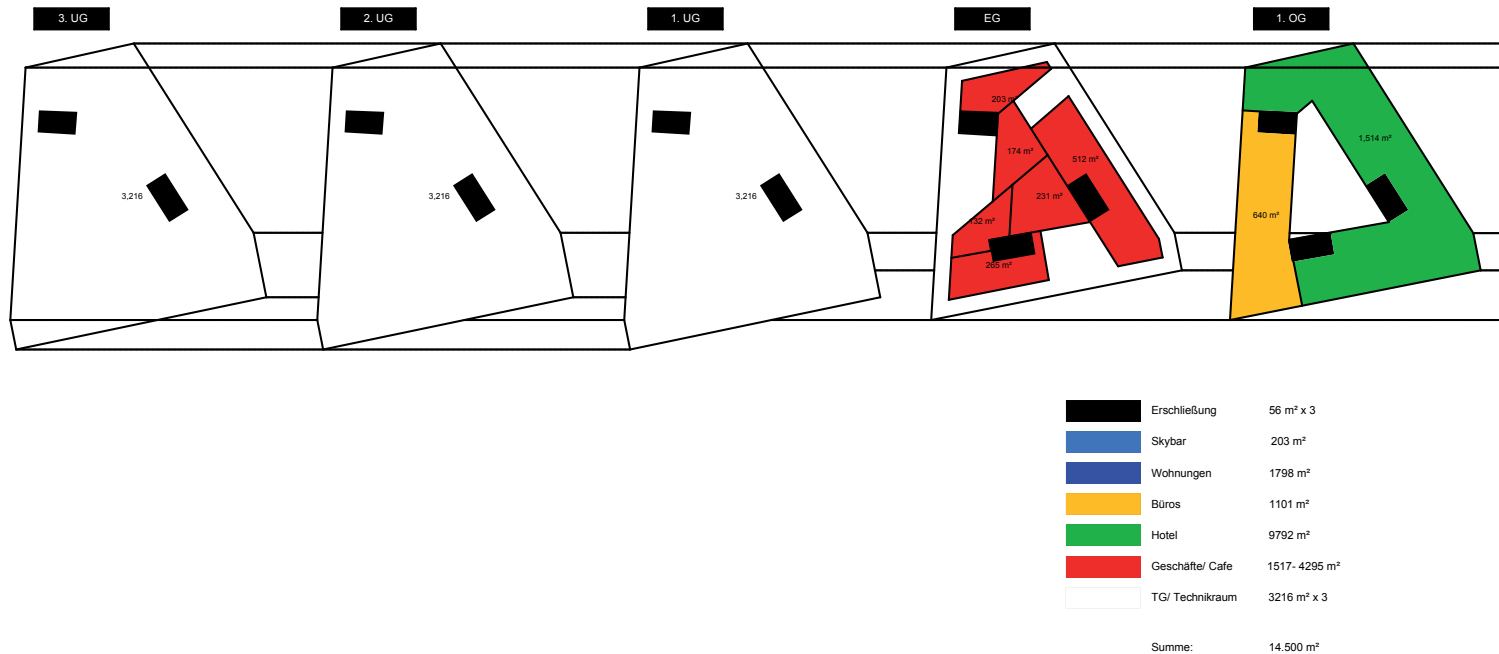 3. UG
2. UG
1. UG
EG
1. OG
3,216
3,216
3,216
203 m²
174 m²
512 m²
231 m²
132 m²
265 m²
1,514 m²
640 m²
Erschließung 56 m² x 3
Skybar 203 m²
Wohnungen 1798 m²
Büros 1101 m²
Hotel 9792 m²
Geschäfte/ Cafe 1517- 4295 m²
TG/ Technikraum 3216 m² x 3
Summe: 14.500 m²